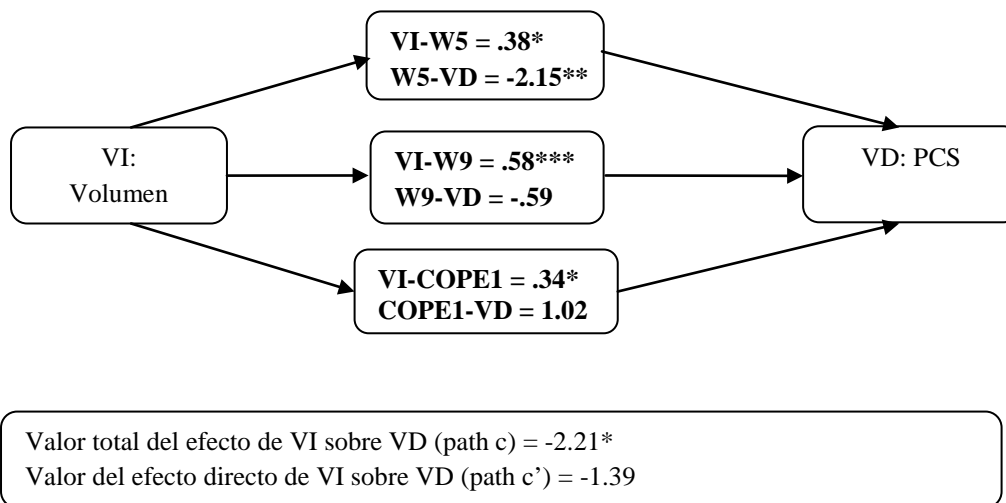 VI-W5 = .38*
W5-VD = -2.15**
VI:
Volumen
VI-W9 = .58***
W9-VD = -.59
VD: PCS
VI-COPE1 = .34*
COPE1-VD = 1.02
Valor total del efecto de VI sobre VD (path c) = -2.21*
Valor del efecto directo de VI sobre VD (path c’) = -1.39